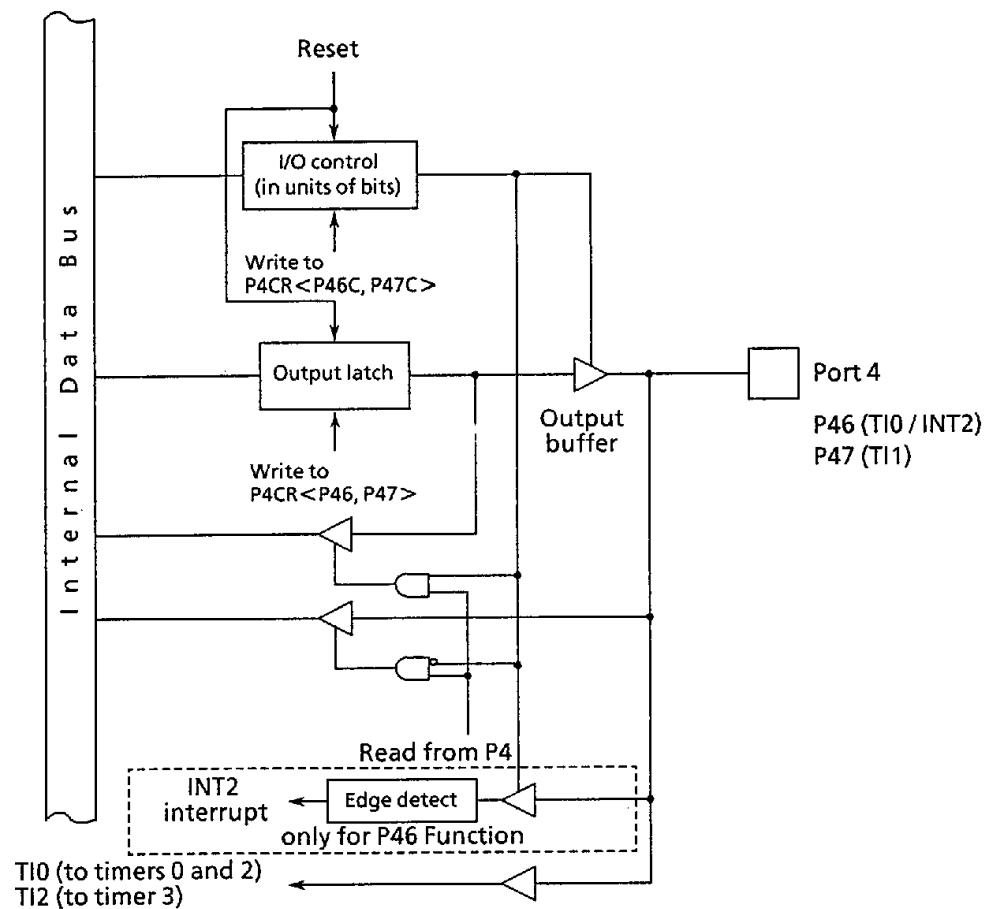 Reset
I/O control
(in units of bits)
Write to
P4CR<P46C, P47C>
Internal Data Bus
Output latch
Output
buffer
Port 4
P46 (TI0 / INT2)
P47 (TI1)
Write to
P4CR<P46, P47>
Read from P4
INT2
interrupt
Edge detect
only for P46 Function
TI0 (to timers 0 and 2)
TI2 (to timer 3)